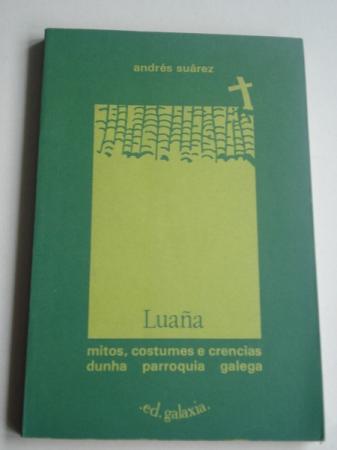 andrés suárez
Luaña
mitos, costumes e crencias
dunha parroquia galega
.ed. galaxia.